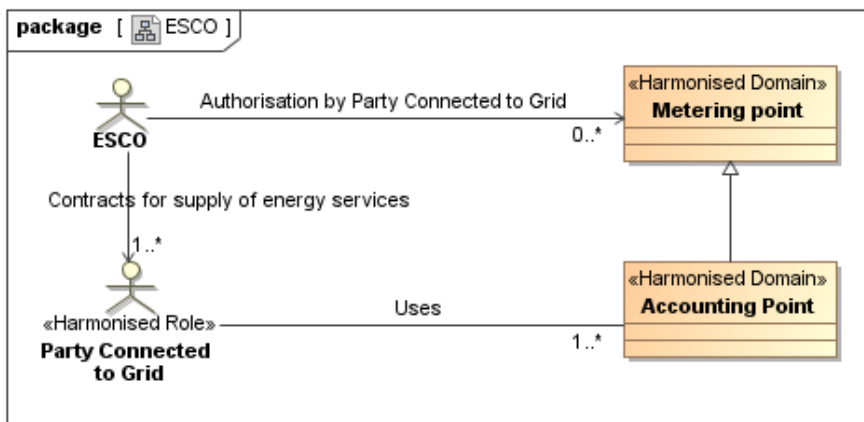 package [ ESCO ]
Authorisation by Party Connected to Grid
«Harmonised Domain»
Metering point
ESCO
0..*
Contracts for supply of energy services
1..*
«Harmonised Role»
Party Connected
to Grid
Uses
1..*
«Harmonised Domain»
Accounting Point